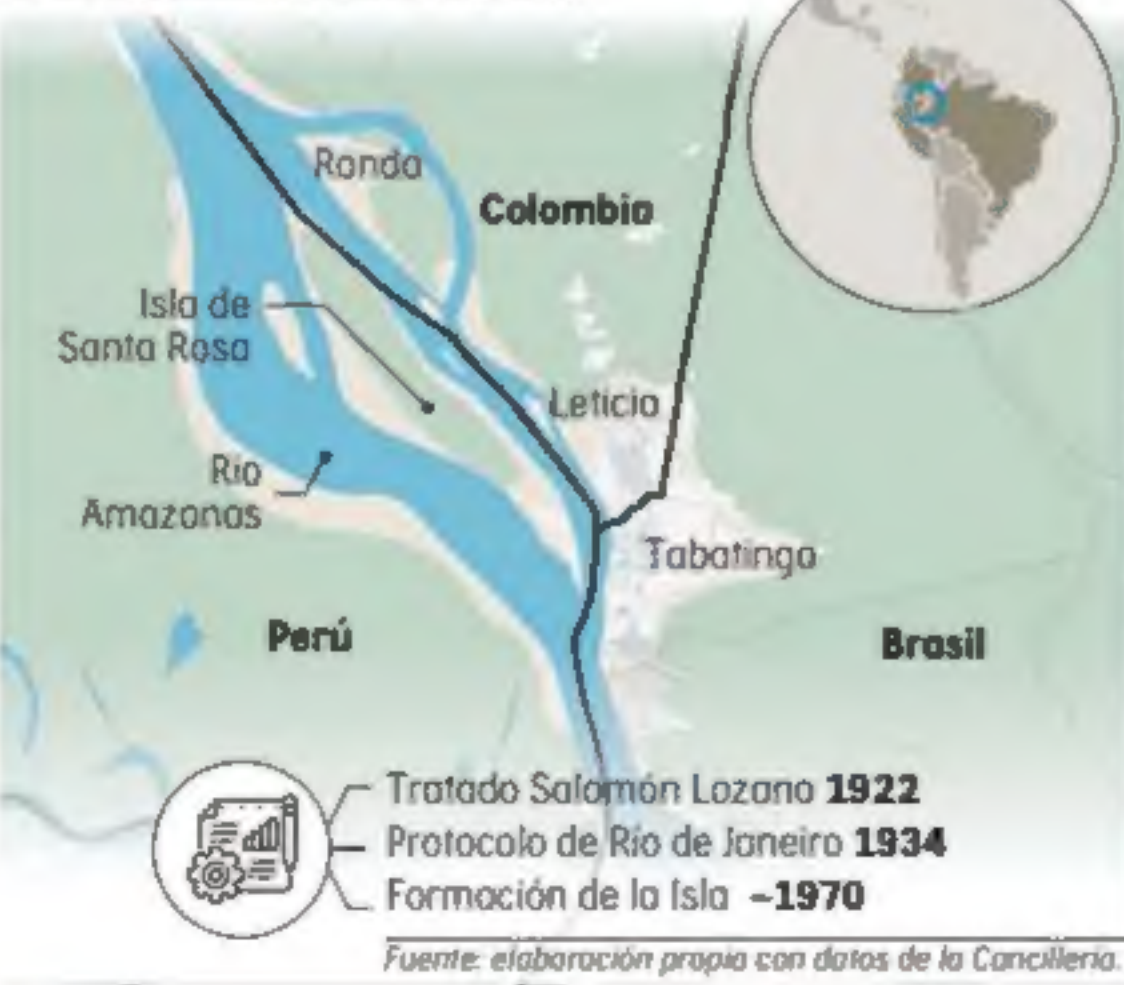 Ronda
Colombia
Isla de
Santa Rosa
Leticia
Río
Amazonas
Tabatinga
Perú
Brasil
Tratado Salomón Lozano 1922
Protocolo de Río de Janeiro 1934
Formación de la Isla ~1970
Fuente: elaboración propia con datos de la Cancillería.